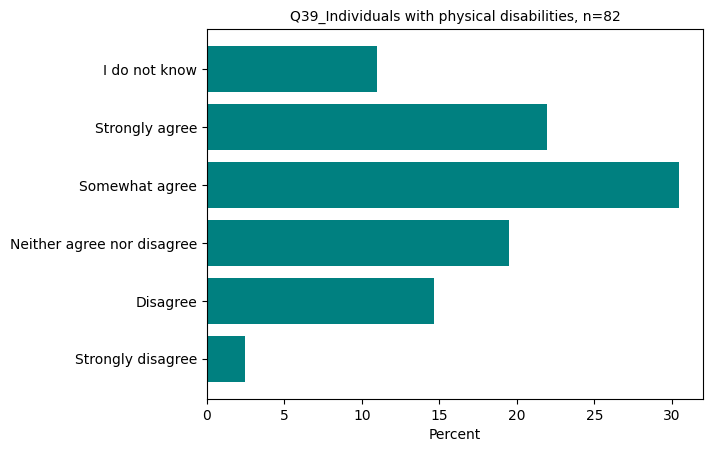 Q39_Individuals with physical disabilities, n=82
I do not know
Strongly agree
Somewhat agree
Neither agree nor disagree
Disagree
Strongly disagree
0 5 10 15 20 25 30
Percent